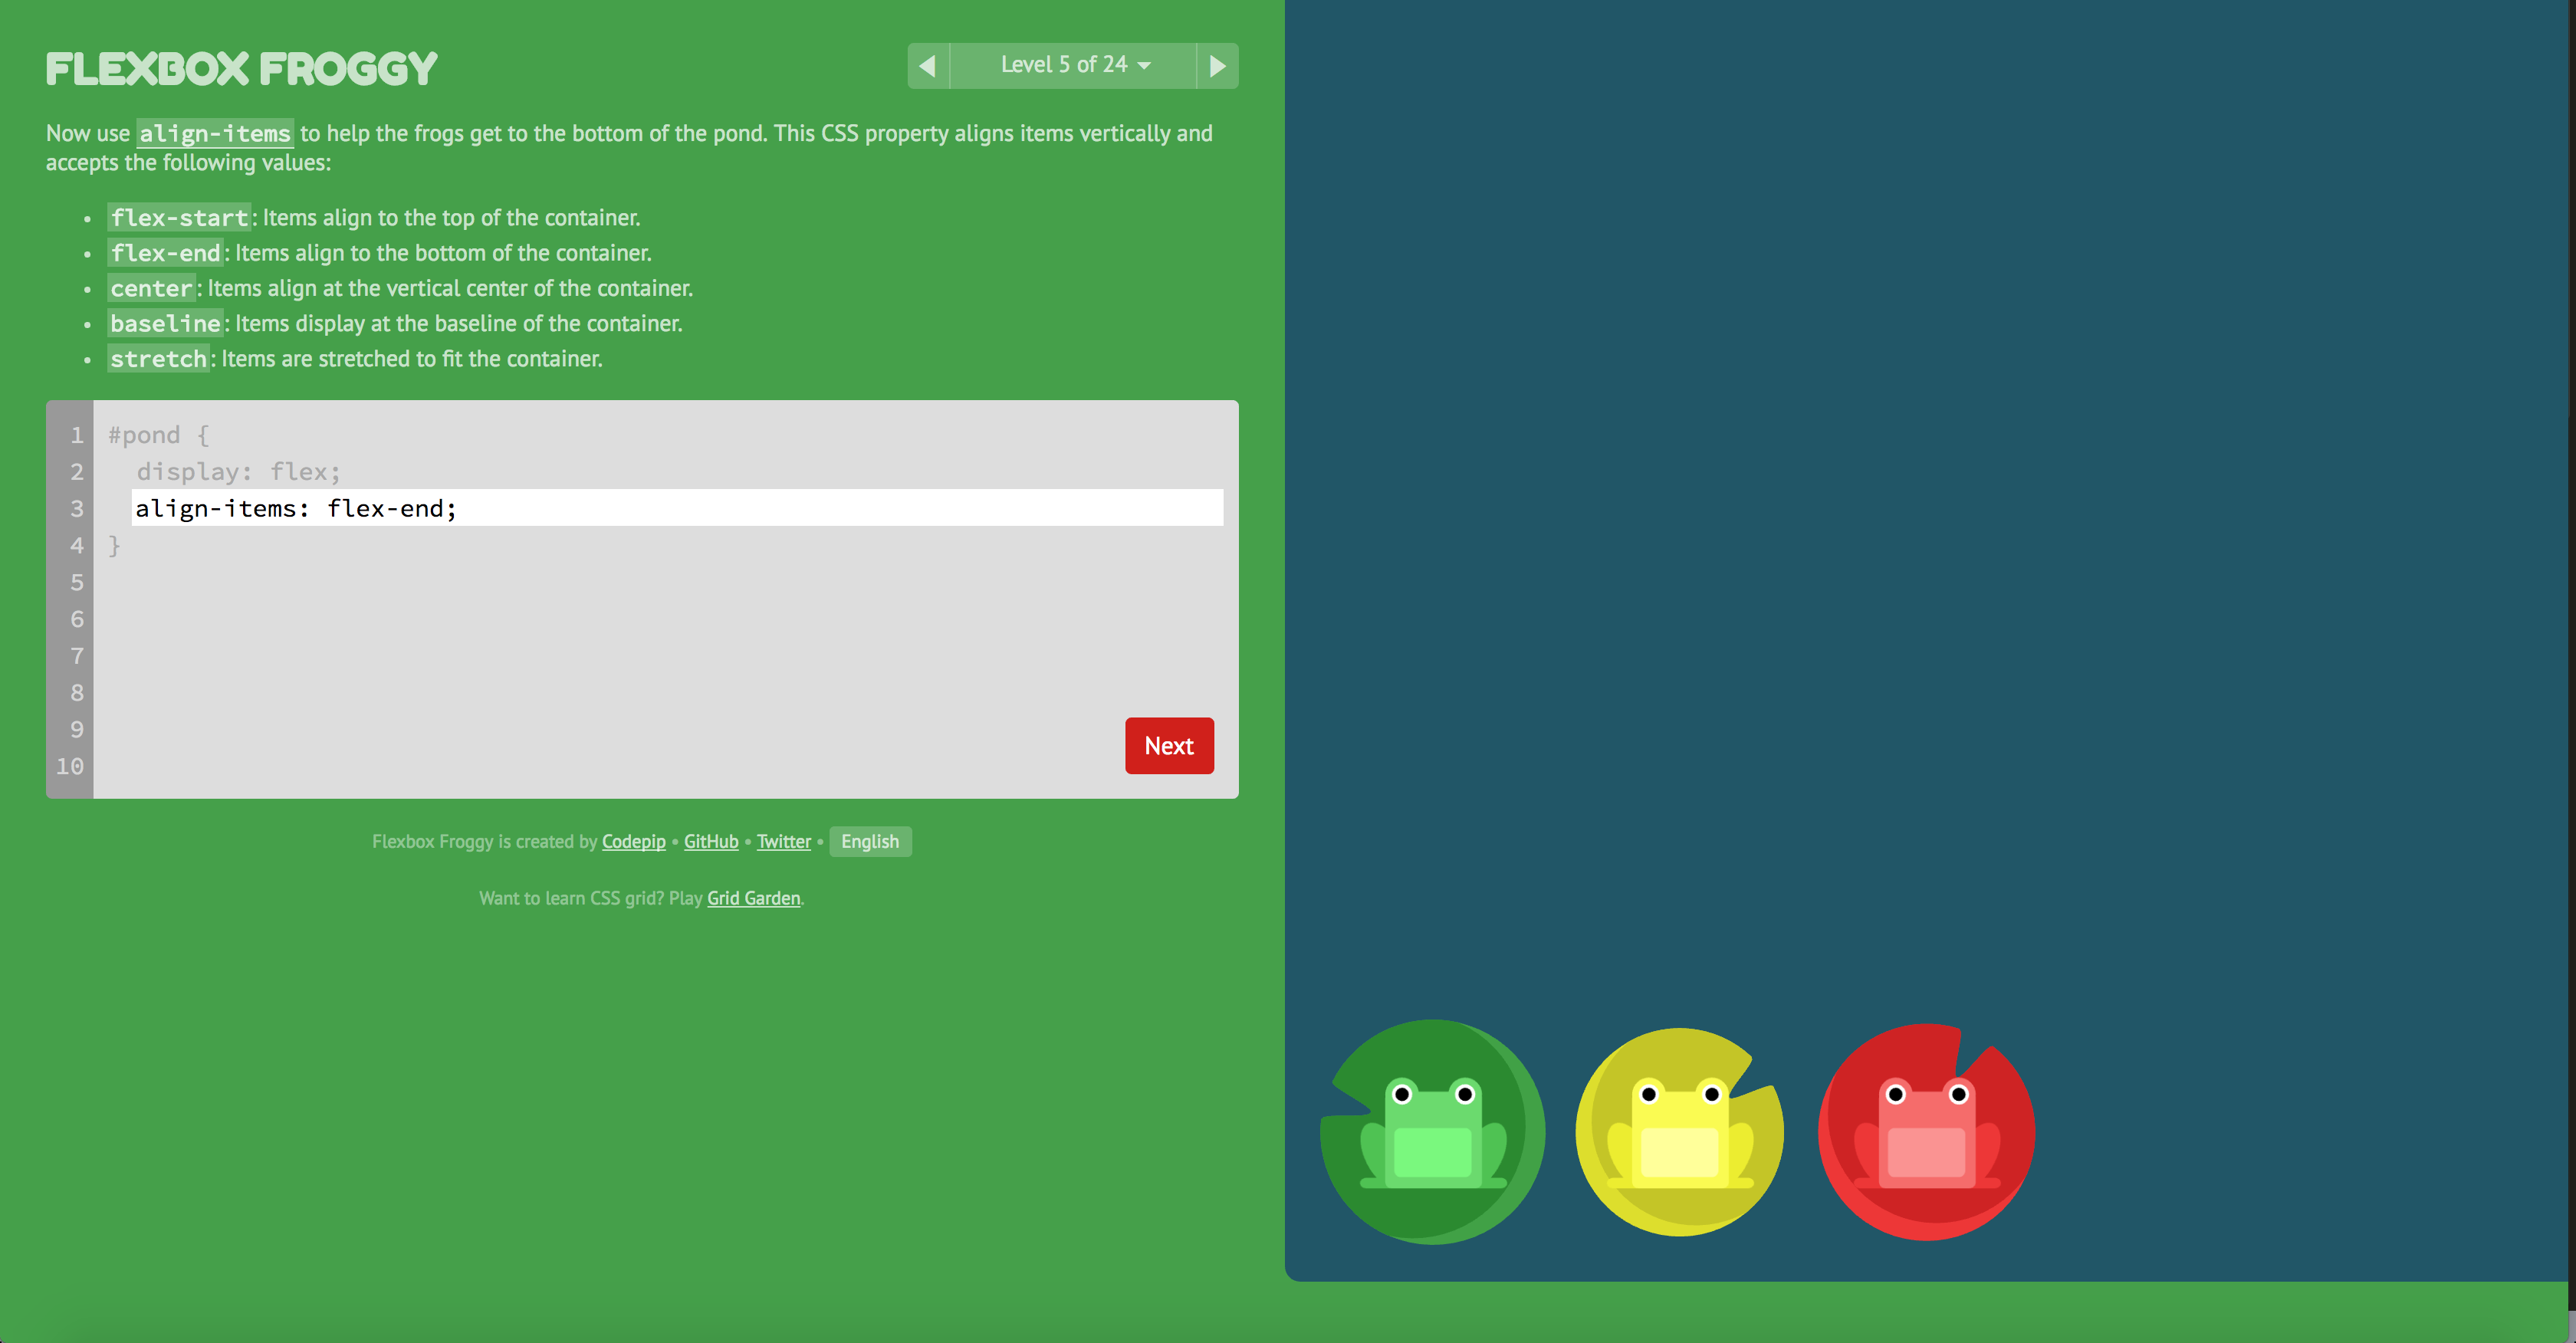 FLEXBOX FROGGY
Level 5 of 24
Now use align-items to help the frogs get to the bottom of the pond. This CSS property aligns items vertically and
accepts the following values:
• flex-start: Items align to the top of the container.
• flex-end: Items align to the bottom of the container.
• center: Items align at the vertical center of the container.
• baseline: Items display at the baseline of the container.
• stretch: Items are stretched to fit the container.
1 #pond {
2 display: flex;
3 align-items: flex-end;
4 }
5
6
7
8
9
10
Next
Flexbox Froggy is created by Codepip • GitHub • Twitter • English
Want to learn CSS grid? Play Grid Garden.